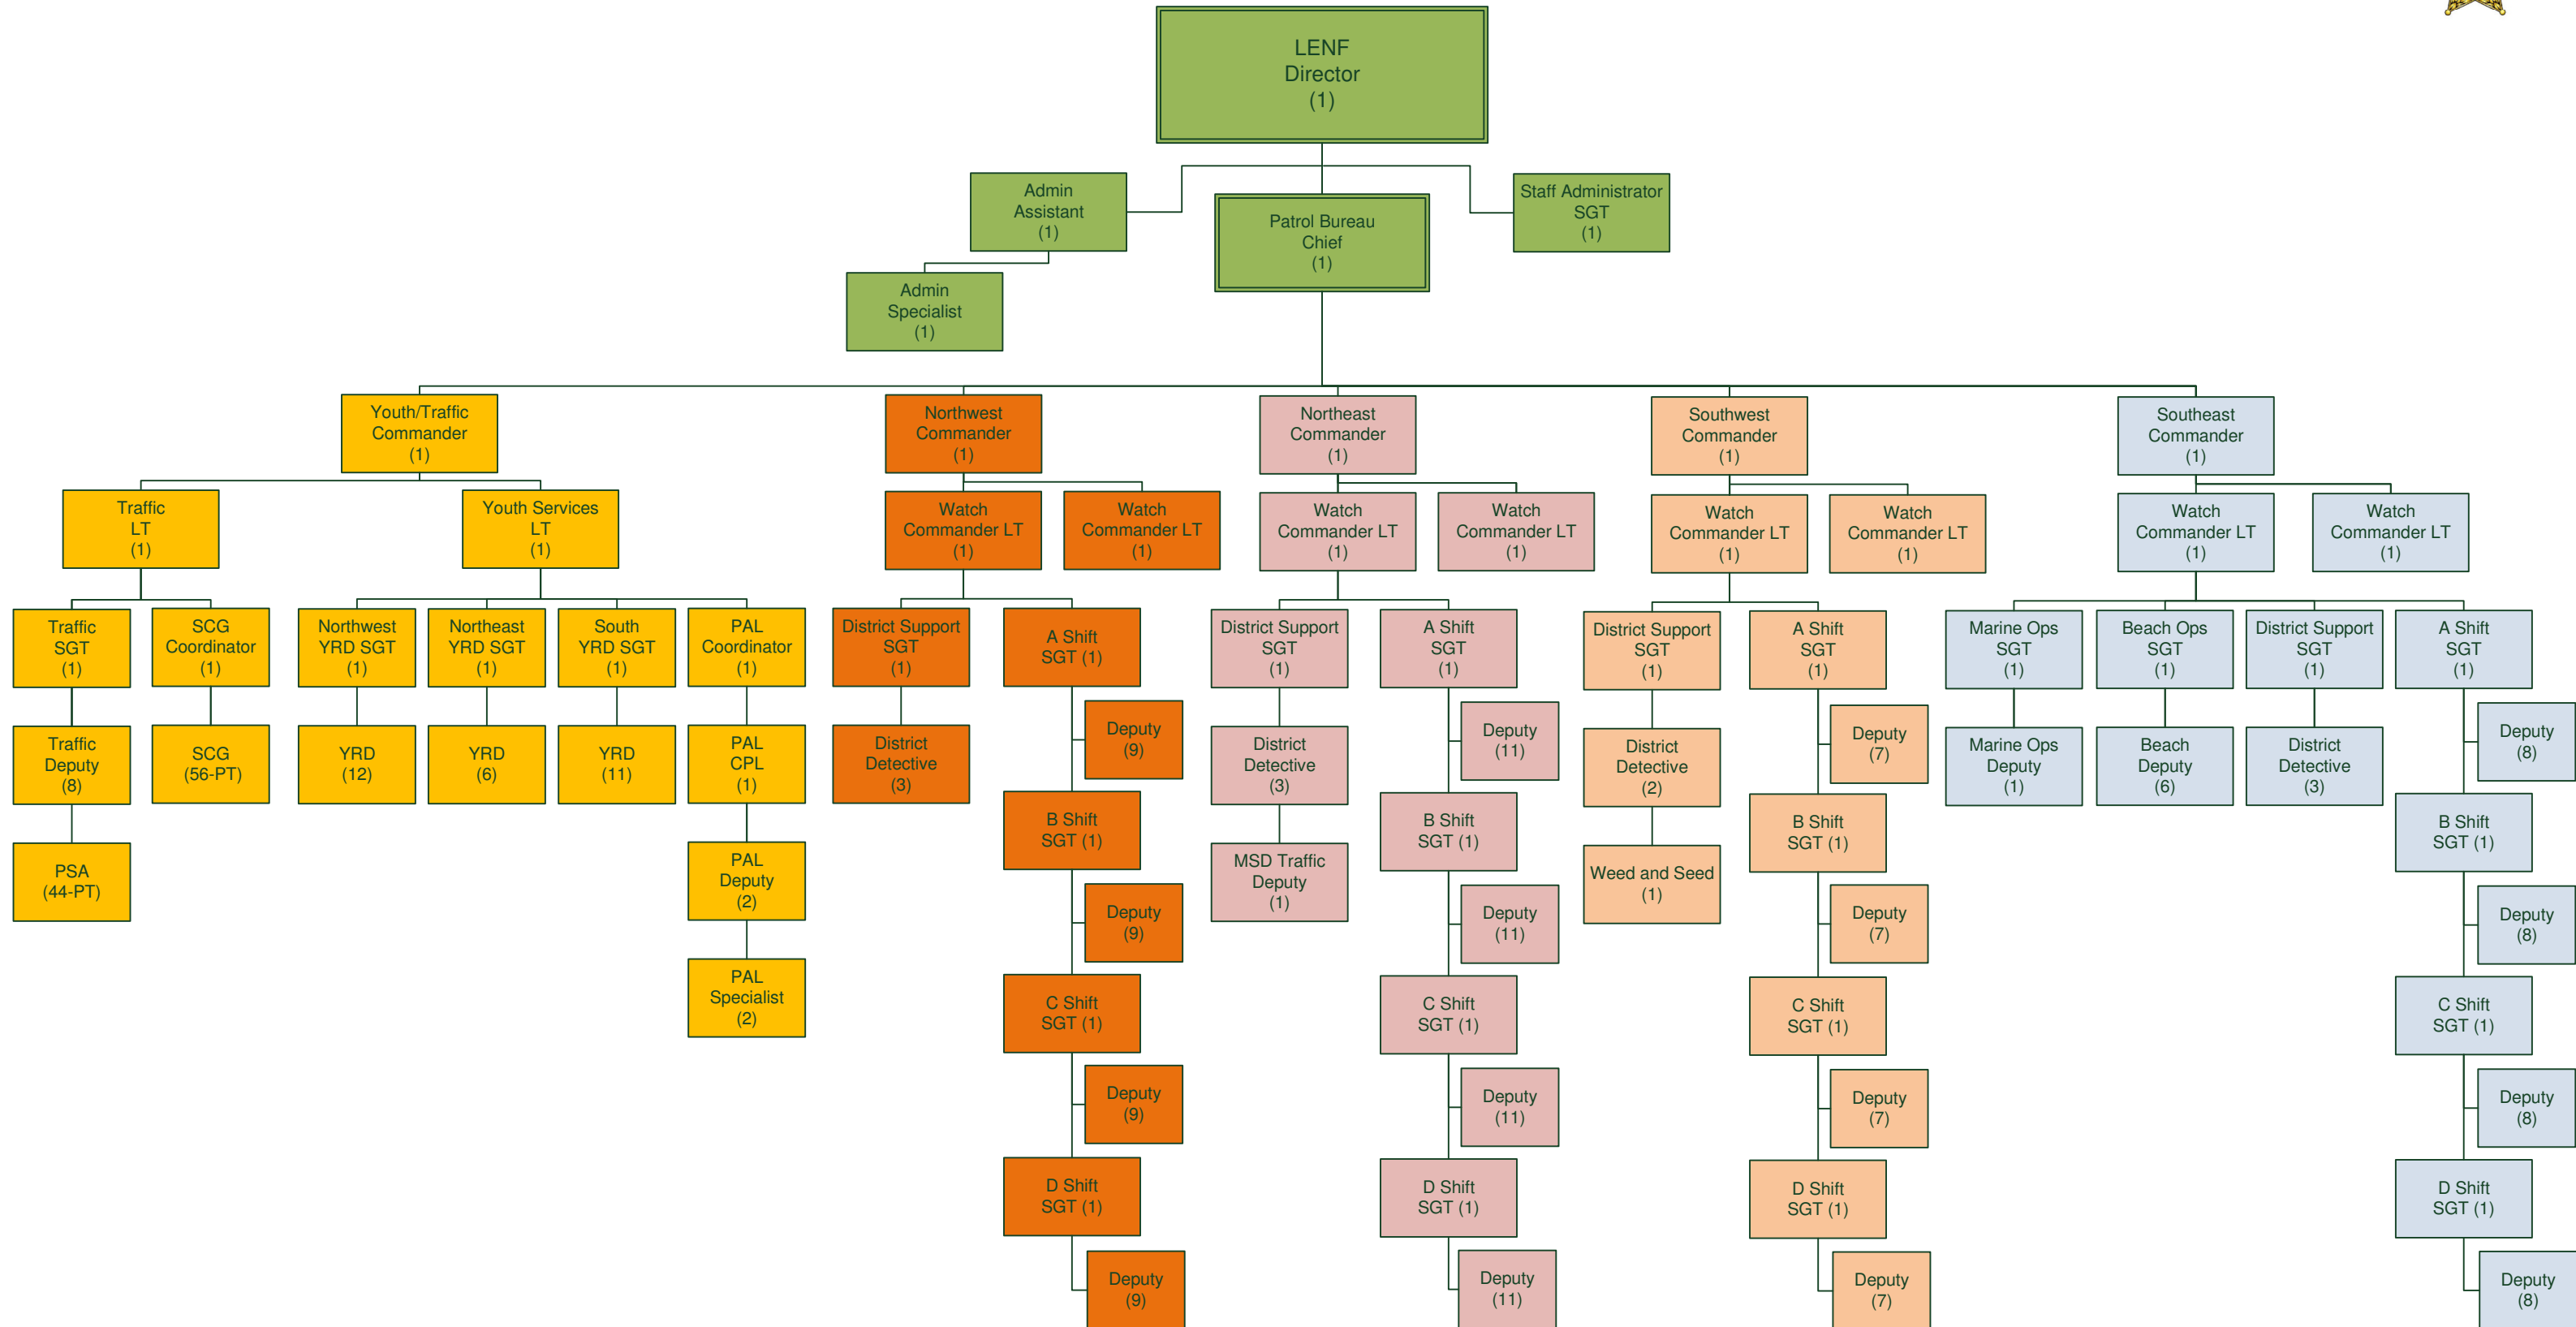 LENF
Director
(1)
Admin
Assistant
(1)
Patrol Bureau
Chief
(1)
Staff Administrator
SGT
(1)
Admin
Specialist
(1)
Youth/Traffic
Commander
(1)
Northwest
Commander
(1)
Northeast
Commander
(1)
Southwest
Commander
(1)
Southeast
Commander
(1)
Traffic
LT
(1)
Youth Services
LT
(1)
Watch
Commander LT
(1)
Watch
Commander LT
(1)
Watch
Commander LT
(1)
Watch
Commander LT
(1)
Watch
Commander LT
(1)
Watch
Commander LT
(1)
Watch
Commander LT
(1)
Watch
Commander LT
(1)
Traffic
SGT
(1)
SCG
Coordinator
(1)
Northwest
YRD SGT
(1)
Northeast
YRD SGT
(1)
South
YRD SGT
(1)
PAL
Coordinator
(1)
District Support
SGT
(1)
A Shift
SGT (1)
District Support
SGT
(1)
A Shift
SGT
(1)
District Support
SGT
(1)
A Shift
SGT
(1)
Marine Ops
SGT
(1)
Beach Ops
SGT
(1)
District Support
SGT
(1)
A Shift
SGT
(1)
Traffic
Deputy
(8)
SCG
(56-PT)
YRD
(12)
YRD
(6)
YRD
(11)
PAL
CPL
(1)
District
Detective
(3)
Deputy
(9)
District
Detective
(3)
Deputy
(11)
District
Detective
(2)
Deputy
(7)
Marine Ops
Deputy
(1)
Beach
Deputy
(6)
District
Detective
(3)
Deputy
(8)
PSA
(44-PT)
PAL
Deputy
(2)
B Shift
SGT (1)
MSD Traffic
Deputy
(1)
B Shift
SGT (1)
Weed and Seed
(1)
B Shift
SGT (1)
B Shift
SGT (1)
Deputy
(9)
Deputy
(11)
Deputy
(7)
Deputy
(8)
PAL
Specialist
(2)
C Shift
SGT (1)
C Shift
SGT (1)
C Shift
SGT (1)
C Shift
SGT (1)
Deputy
(9)
Deputy
(11)
Deputy
(7)
Deputy
(8)
D Shift
SGT (1)
D Shift
SGT (1)
D Shift
SGT (1)
D Shift
SGT (1)
Deputy
(9)
Deputy
(11)
Deputy
(7)
Deputy
(8)